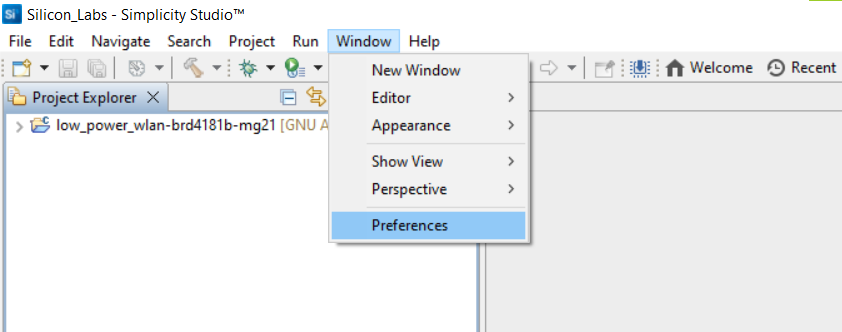 Silicon_Labs - Simplicity Studio™
File Edit Navigate Search Project Run Window Help
Welcome Recent
Project Explorer
low_power_wlan-brd4181b-mg21 [GNU A
New Window
Editor
Appearance
Show View
Perspective
Preferences